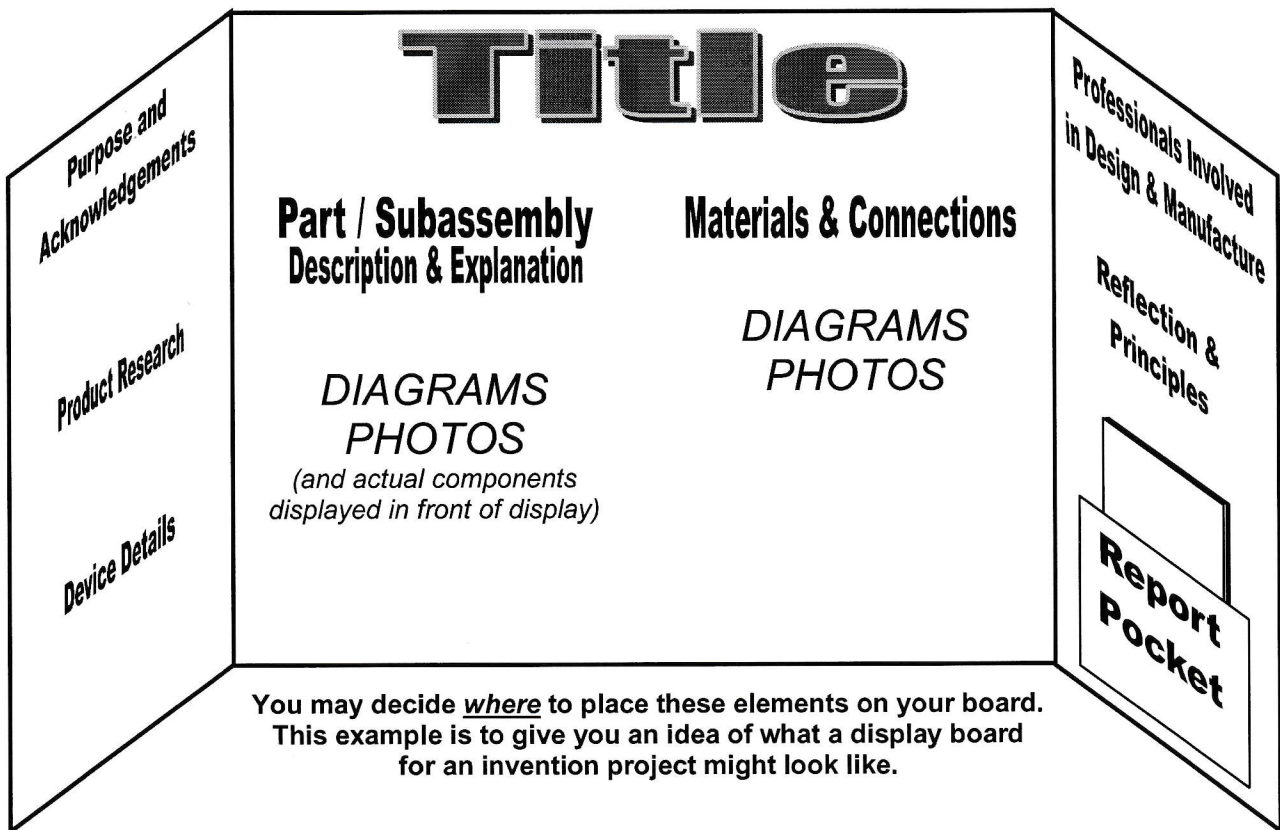 Title
Purpose and
Acknowledgements
Product Research
Device Details
Part / Subassembly
Description & Explanation
DIAGRAMS
PHOTOS
(and actual components
displayed in front of display)
Materials & Connections
DIAGRAMS
PHOTOS
Professionals Involved
in Design & Manufacture
Reflection &
Principles
Report
Pocket
You may decide where to place these elements on your board.
This example is to give you an idea of what a display board
for an invention project might look like.